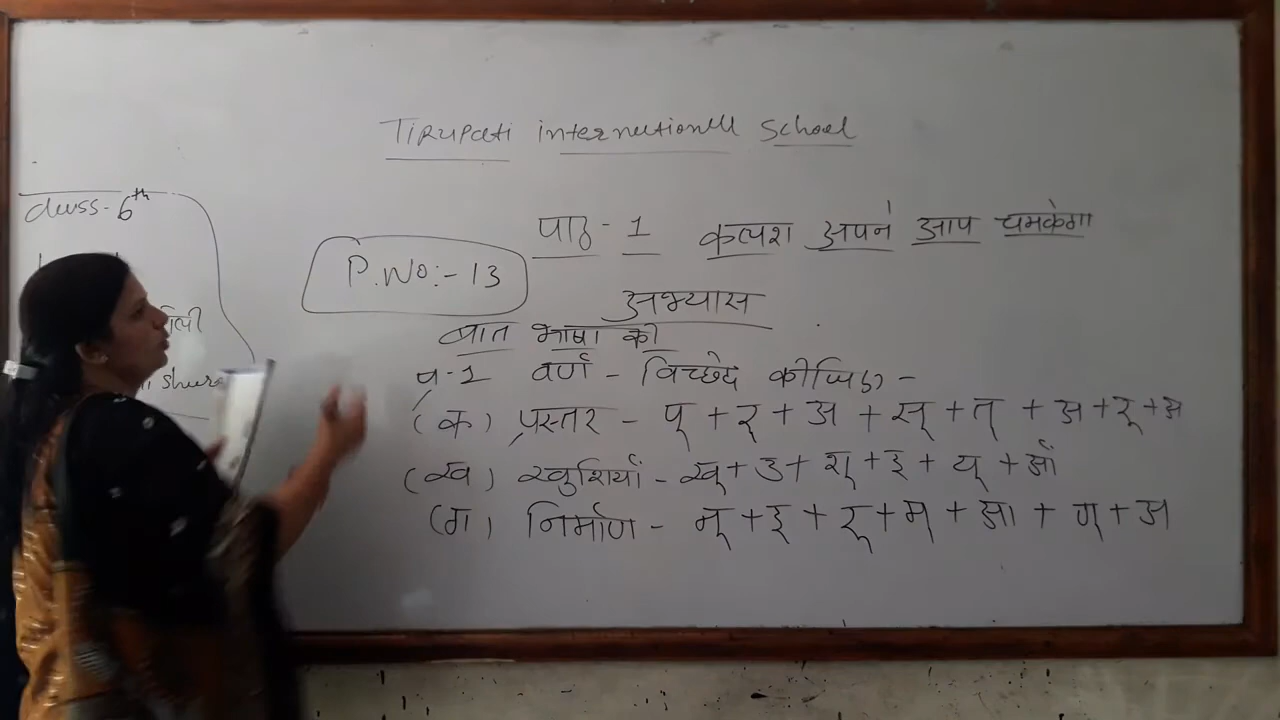 Tirupati internationall School
class- 6th
पाठ - 1 कलश अपने आप चमकेगा
P.No:- 13
अभ्यास
बात भाषा की
प्र-1 वर्ण - विच्छेद कीजिए -
(क) प्रस्तर - प् + र् + अ + स् + त् + अ + र् + अ
(ख) खुशियाँ - ख् + उ + श् + इ + य् + आँ
(ग) निर्माण - न् + इ + र् + म् + आ + ण् + अ